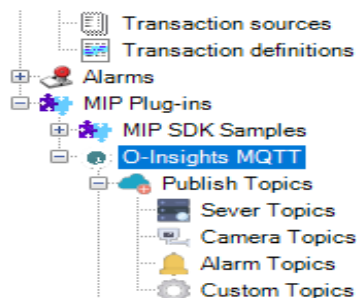 Transaction sources
Transaction definitions
Alarms
MIP Plug-ins
MIP SDK Samples
O-Insights MQTT
Publish Topics
Sever Topics
Camera Topics
Alarm Topics
Custom Topics